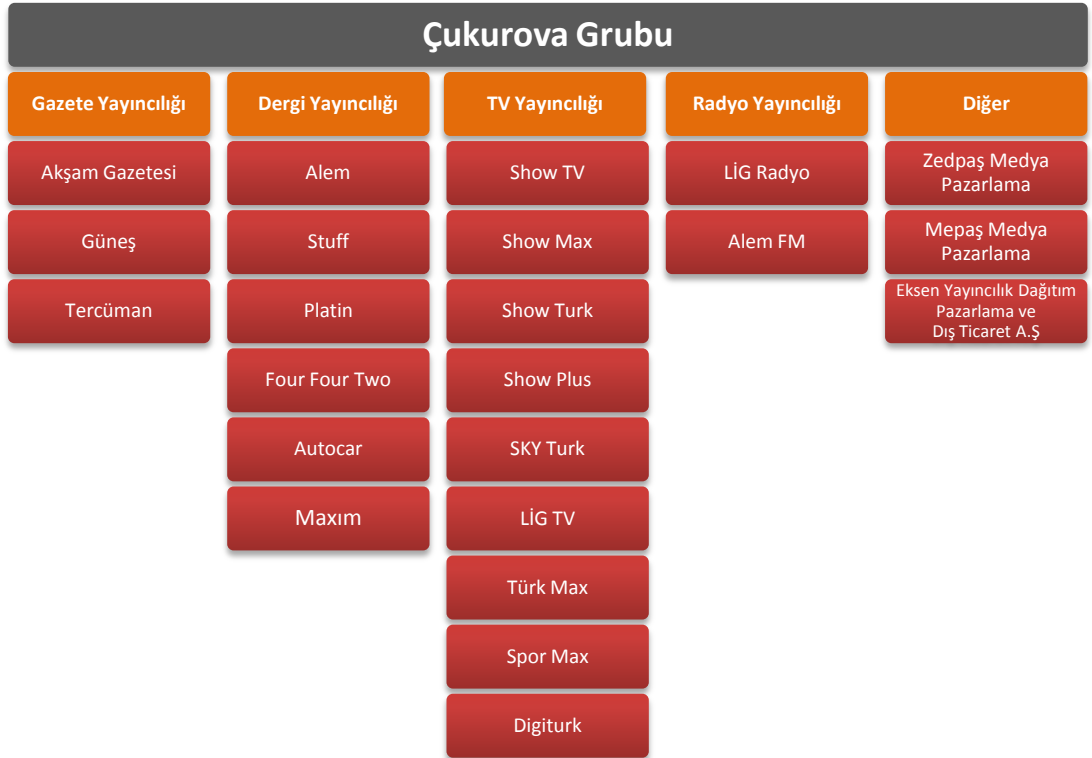 Çukurova Grubu
Gazete Yayıncılığı
Akşam Gazetesi
Güneş
Tercüman
Dergi Yayıncılığı
Alem
Stuff
Platin
Four Four Two
Autocar
Maxım
TV Yayıncılığı
Show TV
Show Max
Show Turk
Show Plus
SKY Turk
LİG TV
Türk Max
Spor Max
Digiturk
Radyo Yayıncılığı
LİG Radyo
Alem FM
Diğer
Zedpaş Medya
Pazarlama
Mepaş Medya
Pazarlama
Eksen Yayıncılık Dağıtım
Pazarlama ve
Dış Ticaret A.Ş